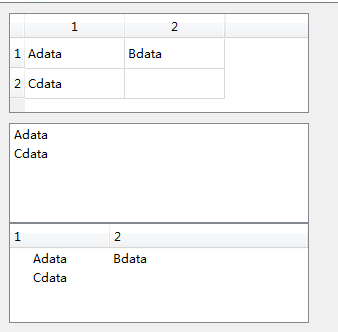 1 2
1 Adata Bdata
2 Cdata
Adata
Cdata
1 2
Adata Bdata
Cdata